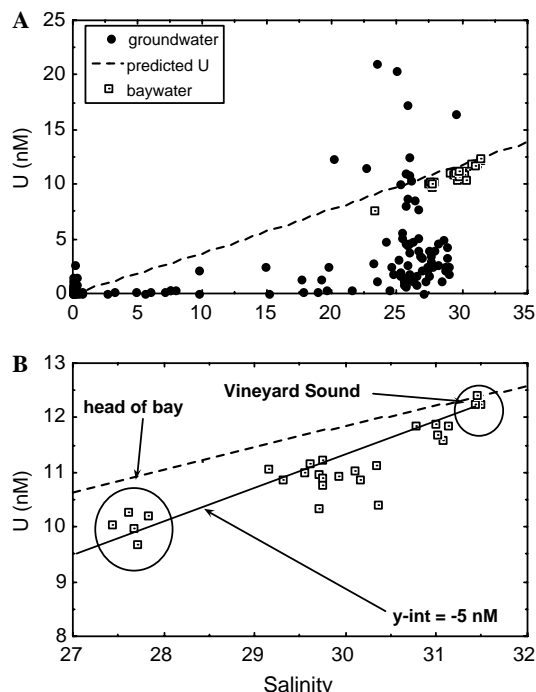 A
25
20
15
10
5
0
U (nM)
groundwater
predicted U
baywater
0 5 10 15 20 25 30 35
B
13
12
11
10
9
8
U (nM)
head of bay
Vineyard Sound
y-int = -5 nM
27 28 29 30 31 32
Salinity